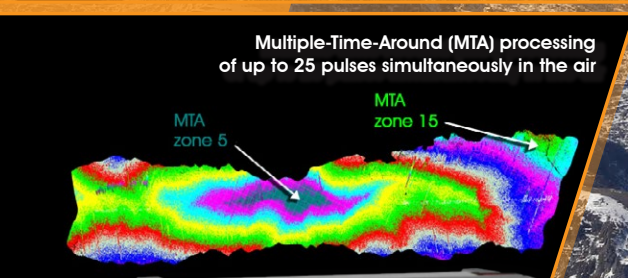 Multiple-Time-Around (MTA) processing
of up to 25 pulses simultaneously in the air
MTA
zone 15
MTA
zone 5